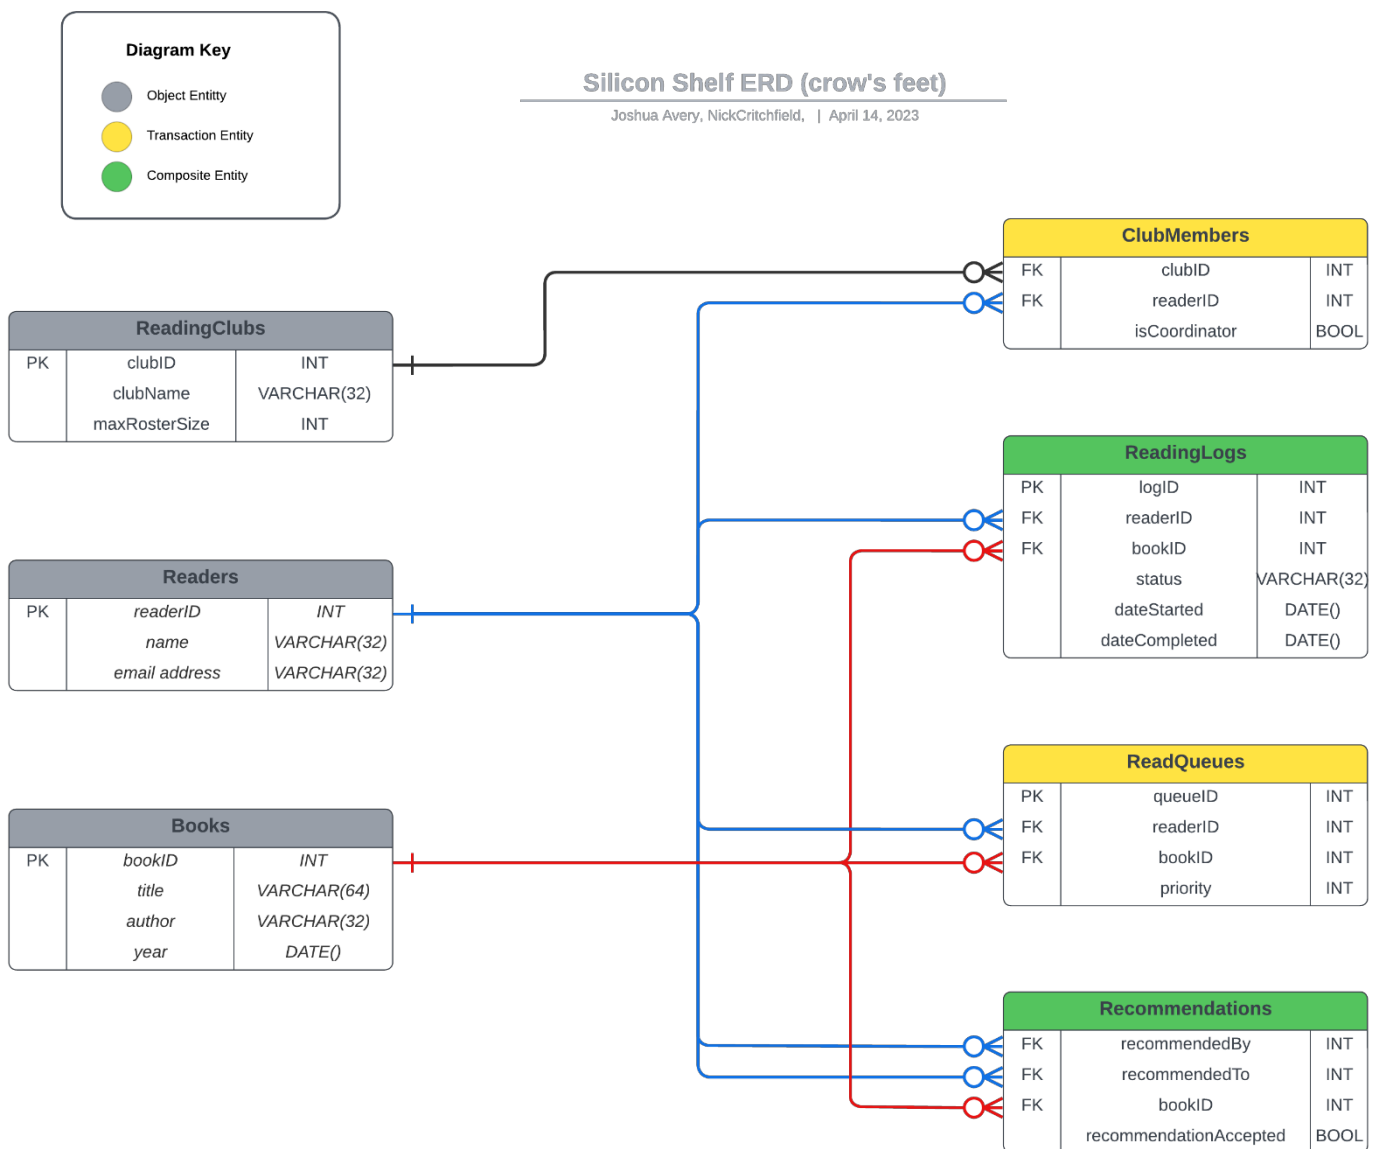 Diagram Key
Object Entitty
Transaction Entity
Composite Entity
Silicon Shelf ERD (crow's feet)
Joshua Avery, NickCritchfield, | April 14, 2023
ReadingClubs
PK clubID INT
clubName VARCHAR(32)
maxRosterSize INT
Readers
PK readerID INT
name VARCHAR(32)
email address VARCHAR(32)
Books
PK bookID INT
title VARCHAR(64)
author VARCHAR(32)
year DATE()
ClubMembers
FK clubID INT
FK readerID INT
isCoordinator BOOL
ReadingLogs
PK logID INT
FK readerID INT
FK bookID INT
status VARCHAR(32)
dateStarted DATE()
dateCompleted DATE()
ReadQueues
PK queueID INT
FK readerID INT
FK bookID INT
priority INT
Recommendations
FK recommendedBy INT
FK recommendedTo INT
FK bookID INT
recommendationAccepted BOOL